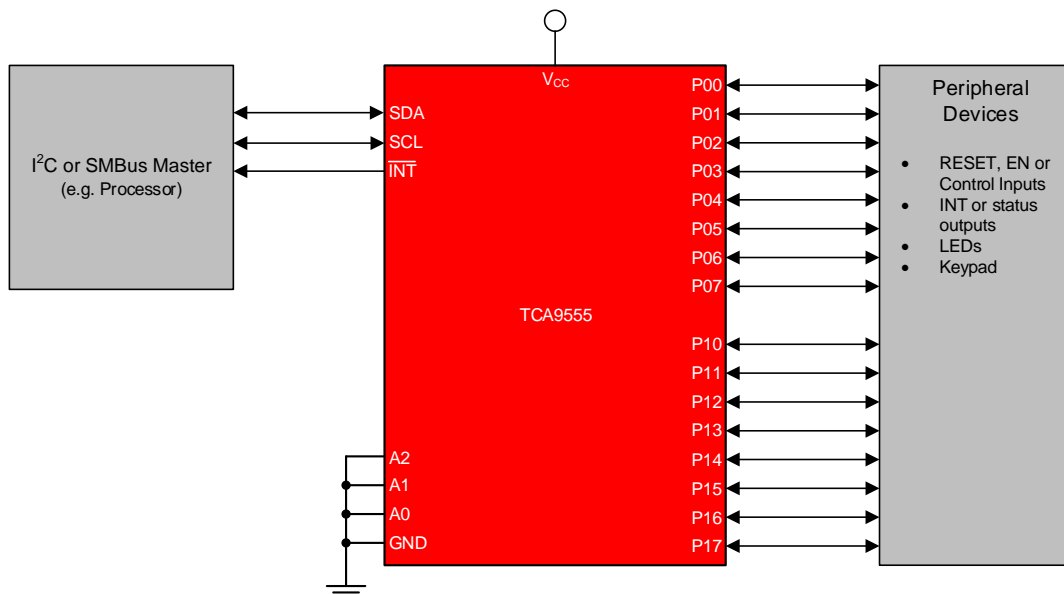 V_CC
I²C or SMBus Master
(e.g. Processor)
SDA
SCL
I̅N̅T̅
TCA9555
A2
A1
A0
GND
P00
P01
P02
P03
P04
P05
P06
P07
P10
P11
P12
P13
P14
P15
P16
P17
Peripheral
Devices
• RESET, EN or
Control Inputs
• INT or status
outputs
• LEDs
• Keypad